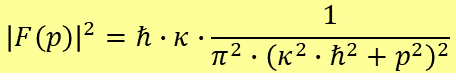 |F(p)|² = ħ · κ · 1 / (π² · (κ² · ħ² + p²)²)